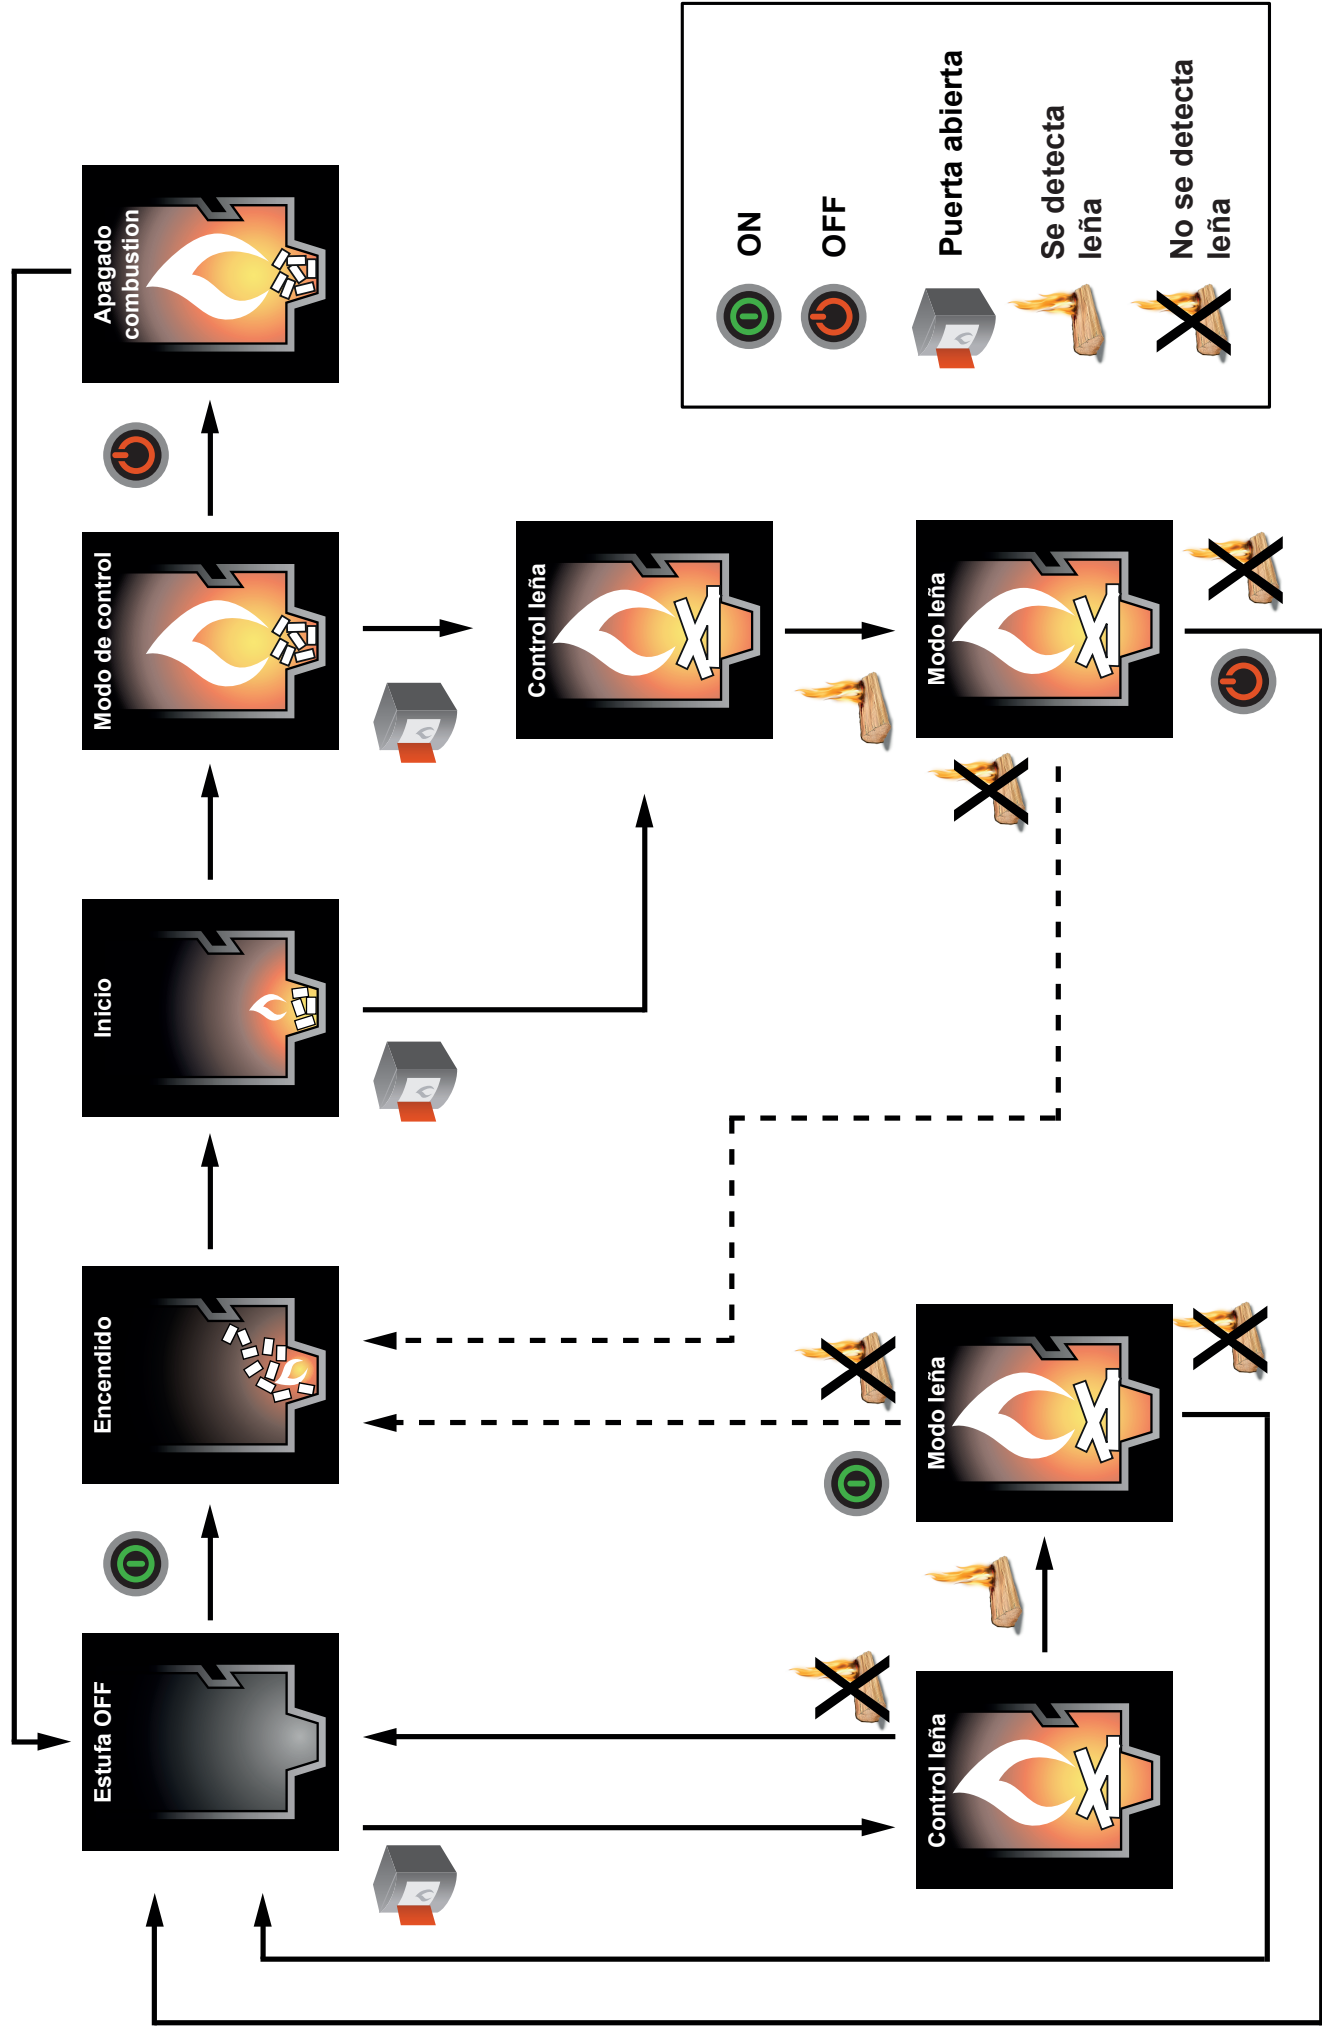 Estufa OFF
Encendido
Inicio
Modo de control
Apagado
combustion
Control leña
Modo leña
Control leña
Modo leña
ON
OFF
Puerta abierta
Se detecta
leña
No se detecta
leña